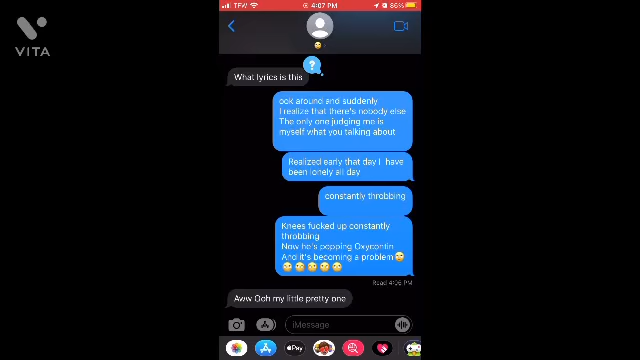 VITA
TFW
4:07 PM
86%
?
What lyrics is this
ook around and suddenly
I realize that there's nobody else
The only one judging me is
myself what you talking about
Realized early that day I have
been lonely all day
constantly throbbing
Knees fucked up constantly
throbbing
Now he's popping Oxycontin
And it's becoming a problem🙄
🙄🙄🙄🙄🙄
Read 4:05 PM
Aww Ooh my little pretty one
iMessage
Pay